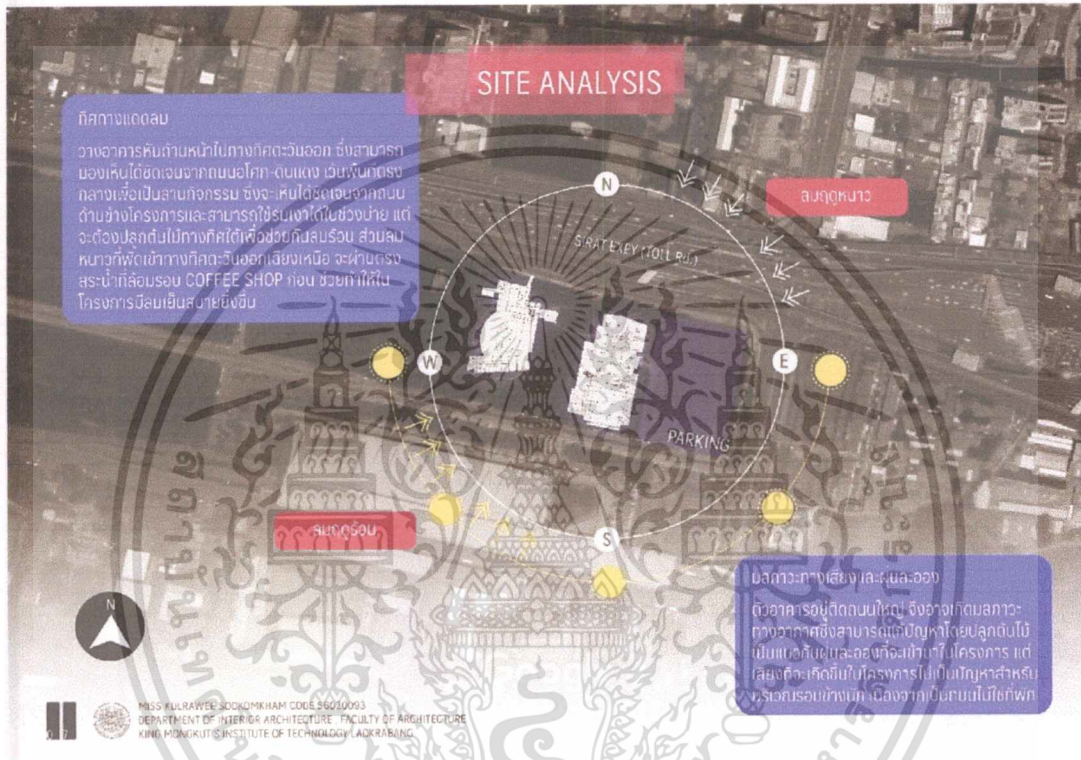 SITE ANALYSIS
ทิศทางแดดลม
วางอาคารหันด้านหน้าไปทางทิศตะวันออก ซึ่งสามารถ
มองเห็นได้ชัดเจนจากถนนอโศก-ดินแดง เว้นพื้นที่ตรง
กลางเพื่อเป็นลานกิจกรรม ซึ่งจะเห็นได้ชัดเจนจากถนน
ด้านข้างโครงการและสามารถใช้ร่มเงาได้ในช่วงบ่าย แต่
จะต้องปลูกต้นไม้ทางทิศใต้เพื่อช่วยกันลมร้อน ส่วนลม
หนาวที่พัดเข้าทางทิศตะวันออกเฉียงเหนือ จะผ่านตรง
สระน้ำที่ล้อมรอบ COFFEE SHOP ก่อน ช่วยทำให้ใน
โครงการมีลมเย็นสบายยิ่งขึ้น
N
ลมฤดูหนาว
SIRAT EXPY (TOLL RD.)
W
E
PARKING
ลมฤดูร้อน
S
มลภาวะทางเสียงและฝุ่นละออง
ตัวอาคารอยู่ติดถนนใหญ่ จึงอาจเกิดมลภาวะ
ทางอากาศซึ่งสามารถแก้ปัญหาโดยปลูกต้นไม้
เป็นแนวกันฝุ่นละอองที่จะเข้ามาในโครงการ แต่
เสียงที่จะเกิดขึ้นในโครงการไม่เป็นปัญหาสำหรับ
บริเวณรอบข้างนัก เนื่องจากเป็นถนนไม่ใช่ที่พัก
N
MISS KULRAWEE SOOKOMKHAM CODE 56010093
DEPARTMENT OF INTERIOR ARCHITECTURE, FACULTY OF ARCHITECTURE
KING MONGKUT'S INSTITUTE OF TECHNOLOGY LADKRABANG